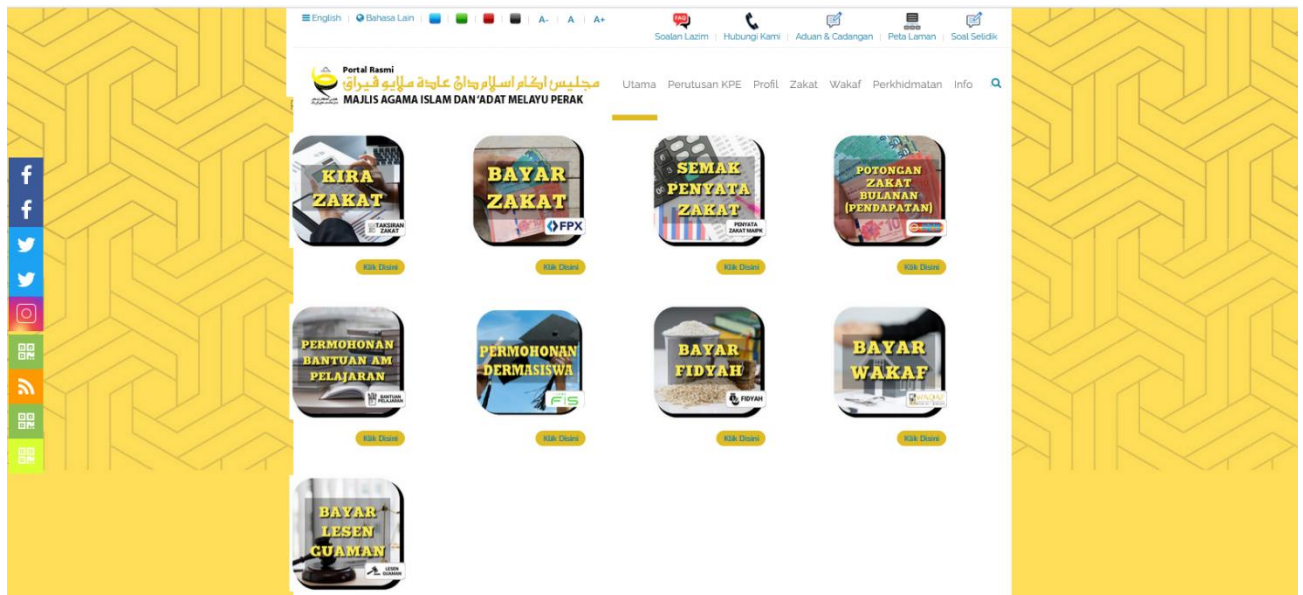 English | Bahasa Lain | A- | A | A+
FAQ
Soalan Lazim | Hubungi Kami | Aduan & Cadangan | Peta Laman | Soal Selidik
Portal Rasmi
مجليس اڬام اسلام دان عادة ملايو ڤيراق
MAJLIS AGAMA ISLAM DAN 'ADAT MELAYU PERAK
Utama Perutusan KPE Profil Zakat Wakaf Perkhidmatan Info
KIRA
ZAKAT
TAKSIRAN
ZAKAT
BAYAR
ZAKAT
FPX
SEMAK
PENYATA
ZAKAT
PENYATA
ZAKAT MAIPK
POTONGAN
ZAKAT
BULANAN
(PENDAPATAN)
Klik Disini
Klik Disini
Klik Disini
Klik Disini
PERMOHONAN
BANTUAN AM
PELAJARAN
BANTUAN
PELAJARAN
PERMOHONAN
DERMASISWA
FIS
BAYAR
FIDYAH
FIDYAH
BAYAR
WAKAF
Klik Disini
Klik Disini
Klik Disini
Klik Disini
BAYAR
LESEN
GUAMAN
LESEN
GUAMAN